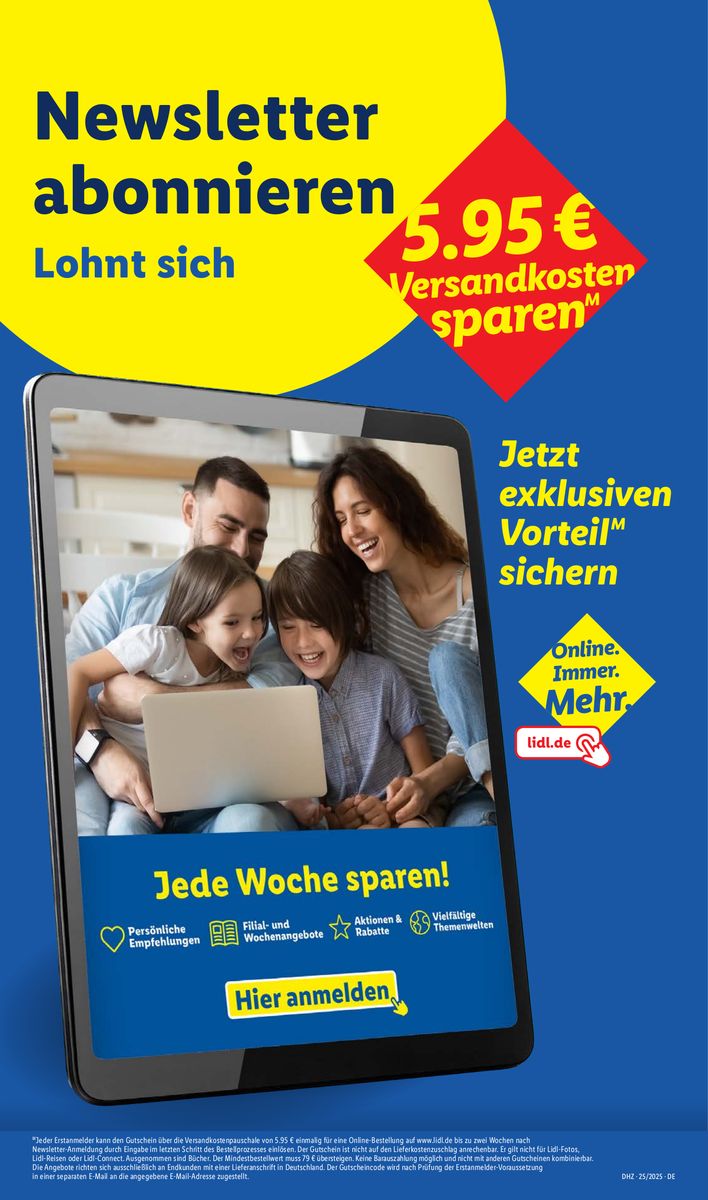 Newsletter
abonnieren
Lohnt sich
5.95 €
Versandkosten
sparenᴹ
Jetzt
exklusiven
Vorteilᴹ
sichern
Online.
Immer.
Mehr.
lidl.de
Jede Woche sparen!
Persönliche
Empfehlungen
Filial- und
Wochenangebote
Aktionen &
Rabatte
Vielfältige
Themenwelten
Hier anmelden
ᴹJeder Erstanmelder kann den Gutschein über die Versandkostenpauschale von 5.95 € einmalig für eine Online-Bestellung auf www.lidl.de bis zu zwei Wochen nach
Newsletter-Anmeldung durch Eingabe im letzten Schritt des Bestellprozesses einlösen. Der Gutschein ist nicht auf den Lieferkostenzuschlag anrechenbar. Er gilt nicht für Lidl-Fotos,
Lidl-Reisen oder Lidl-Connect. Ausgenommen sind Bücher. Der Mindestbestellwert muss 79 € übersteigen. Keine Barauszahlung möglich und nicht mit anderen Gutscheinen kombinierbar.
Die Angebote richten sich ausschließlich an Endkunden mit einer Lieferanschrift in Deutschland. Der Gutscheincode wird nach Prüfung der Erstanmelder-Voraussetzung
in einer separaten E-Mail an die angegebene E-Mail-Adresse zugestellt.
DHZ · 25/2025 · DE